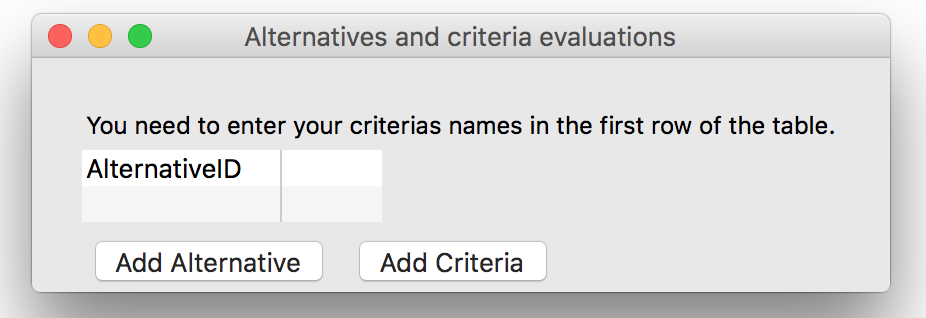 Alternatives and criteria evaluations
You need to enter your criterias names in the first row of the table.
AlternativeID
Add Alternative Add Criteria